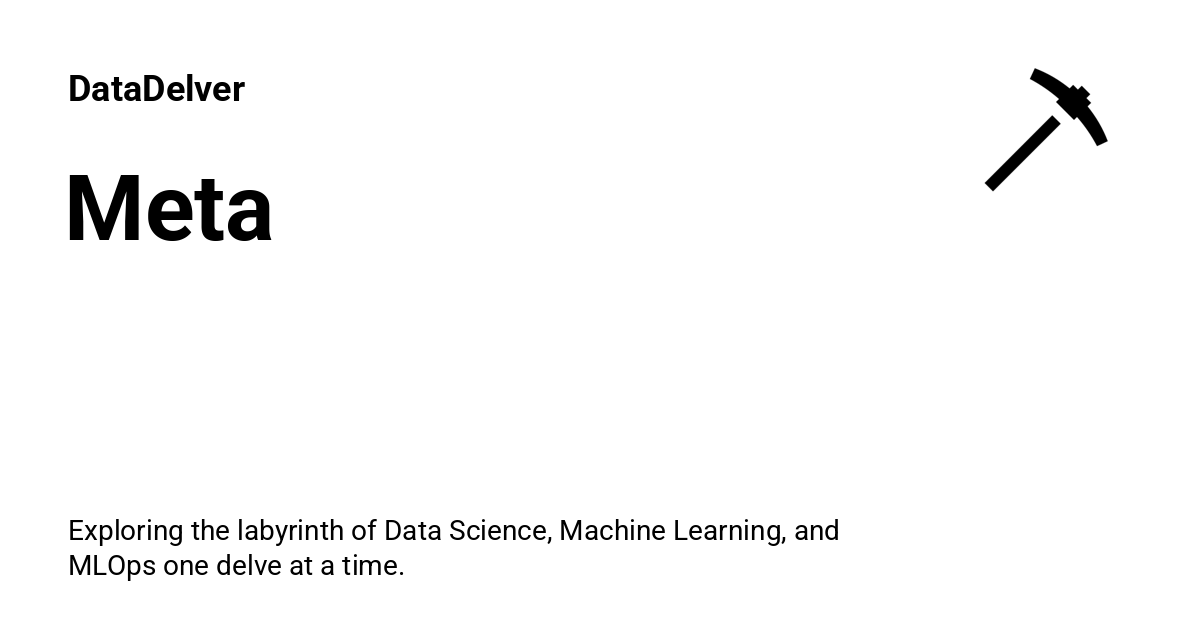 DataDelver
Meta
Exploring the labyrinth of Data Science, Machine Learning, and
MLOps one delve at a time.